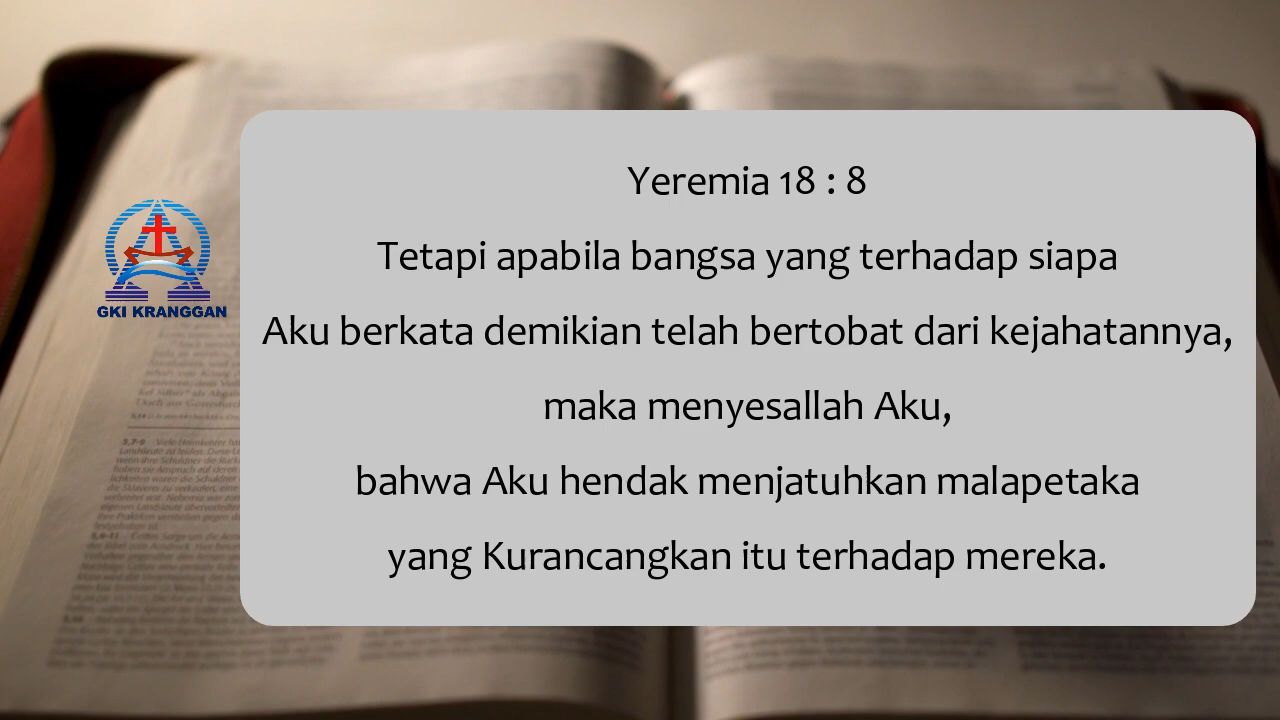 Yeremia 18 : 8
Tetapi apabila bangsa yang terhadap siapa
Aku berkata demikian telah bertobat dari kejahatannya,
maka menyesallah Aku,
bahwa Aku hendak menjatuhkan malapetaka
yang Kurancangkan itu terhadap mereka.
GKI KRANGGAN